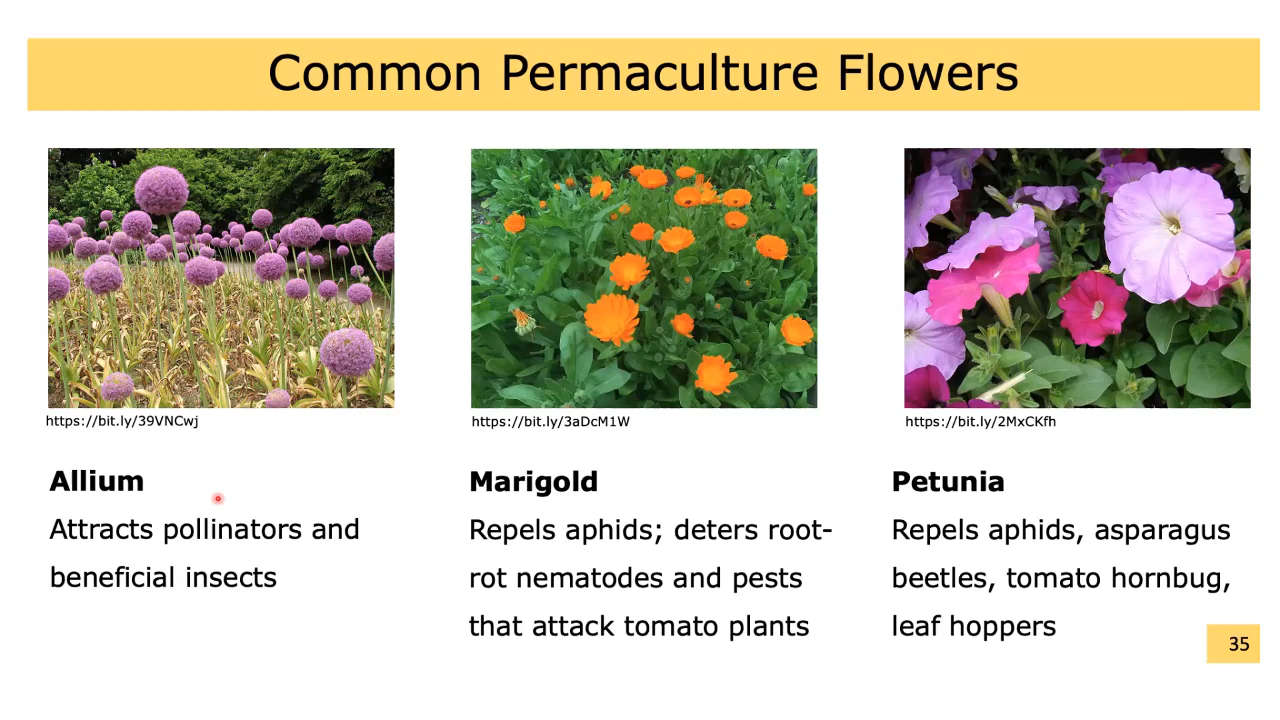 Common Permaculture Flowers
https://bit.ly/39VNCwj
https://bit.ly/3aDcM1W
https://bit.ly/2MxCKfh
Allium
Attracts pollinators and
beneficial insects
Marigold
Repels aphids; deters root-
rot nematodes and pests
that attack tomato plants
Petunia
Repels aphids, asparagus
beetles, tomato hornbug,
leaf hoppers
35